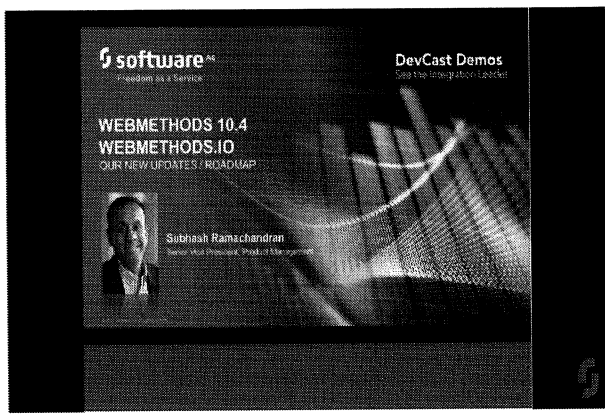 software AG
Freedom as a Service
DevCast Demos
See the Integration Leader
WEBMETHODS 10.4
WEBMETHODS.IO
OUR NEW UPDATES / ROADMAP
Subhash Ramachandran
Senior Vice President, Product Management